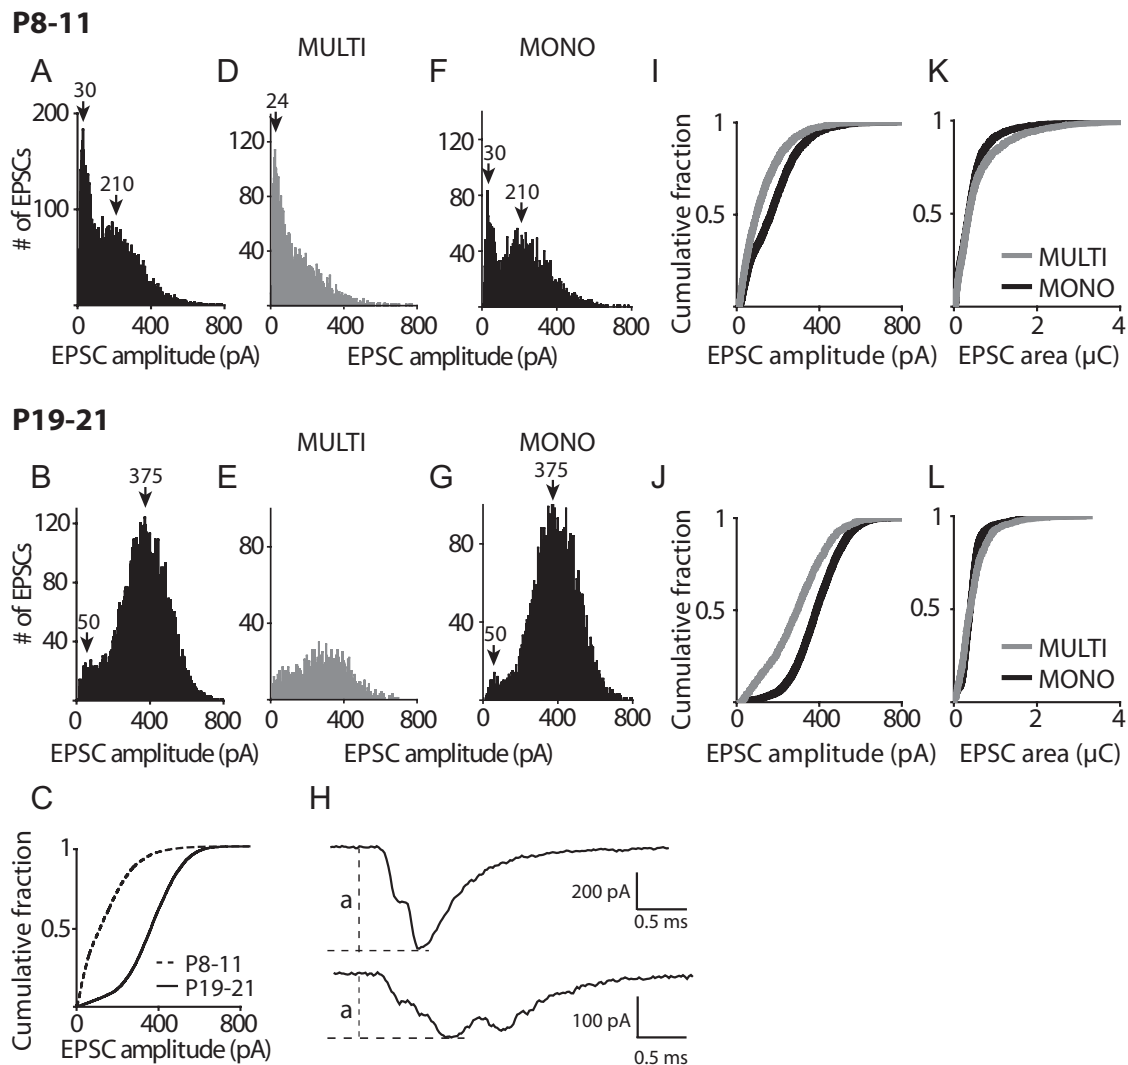 P8-11
MULTI
MONO
A
D
F
I
K
30
24
30
210
210
200
100
120
80
40
120
80
40
1
0.5
1
0.5
# of EPSCs
Cumulative fraction
MULTI
MONO
0 400 800
0 400 800
0 400 800
0 400 800
0 2 4
EPSC amplitude (pA)
EPSC amplitude (pA)
EPSC amplitude (pA)
EPSC area (µC)
P19-21
MULTI
MONO
B
E
G
J
L
375
375
50
50
120
80
40
80
40
80
40
1
0.5
1
0.5
# of EPSCs
Cumulative fraction
MULTI
MONO
0 400 800
0 400 800
0 400 800
0 400 800
0 2 4
EPSC amplitude (pA)
EPSC amplitude (pA)
EPSC amplitude (pA)
EPSC area (µC)
C
H
1
0.5
Cumulative fraction
P8-11
P19-21
0 400 800
EPSC amplitude (pA)
a
200 pA
0.5 ms
a
100 pA
0.5 ms